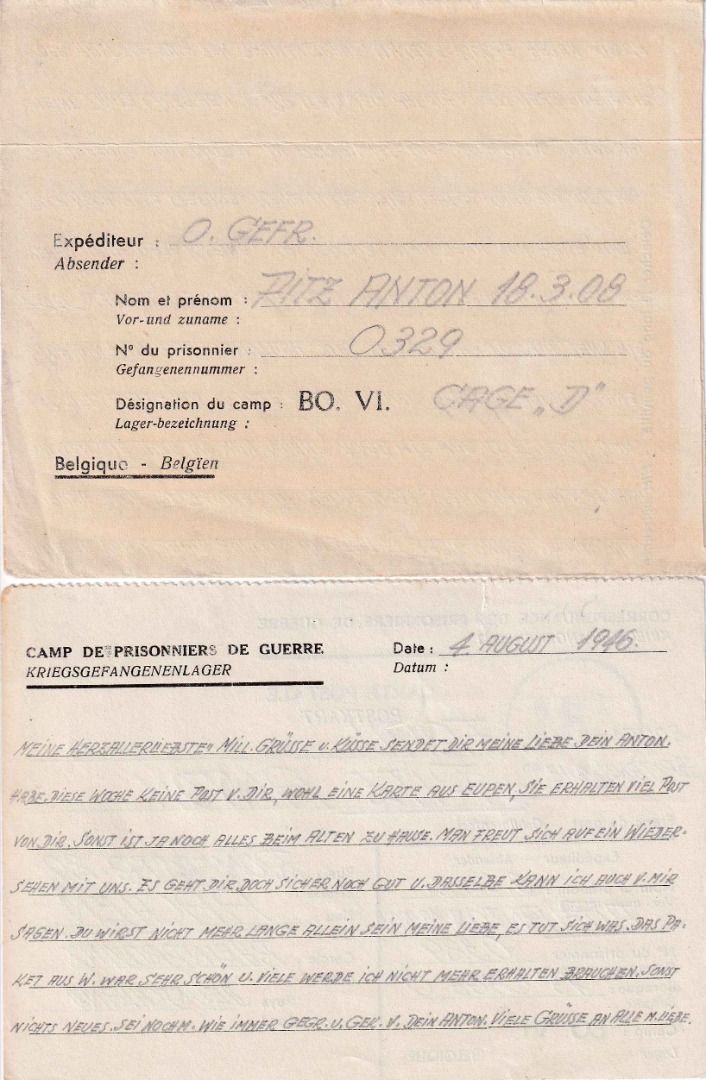 Expéditeur : O. GEFR.
Absender :
Nom et prénom : ZITZ ANTON 18.3.08
Vor-und zuname :
N° du prisonnier : 0329
Gefangenennummer :
Désignation du camp : BO. VI. CAGE „D"
Lager-bezeichnung :
Belgique - Belgïen
CAMP DE PRISONNIERS DE GUERRE
KRIEGSGEFANGENENLAGER
Date : 4. AUGUST 1946.
Datum :
MEINE HERZALLERLIEBSTE" MILL. GRÜSSE U. KÜSSE SENDET DIR MEINE LIEBE DEIN ANTON.
HABE DIESE WOCHE KEINE POST V. DIR, WOHL EINE KARTE AUS EUPEN, SIE ERHALTEN VIEL POST
VON DIR. SONST IST JA NOCH ALLES BEIM ALTEN ZU HAUSE. MAN FREUT SICH AUF EIN WIEDER-
SEHEN MIT UNS. ES GEHT DIR DOCH SICHER NOCH GUT U. DASSELBE KANN ICH AUCH V. MIR
SAGEN. DU WIRST NICHT MEHR LANGE ALLEIN SEIN MEINE LIEBE, ES TUT SICH WAS. DAS PA-
KET AUS W. WAR SEHR SCHÖN U. VIELE WERDE ICH NICHT MEHR ERHALTEN BRAUCHEN. SONST
NICHTS NEUES. SEI NOCHM. WIE IMMER GEGR. U. GEK. V. DEIN ANTON. VIELE GRÜSSE AN ALLE M. LIEBE.